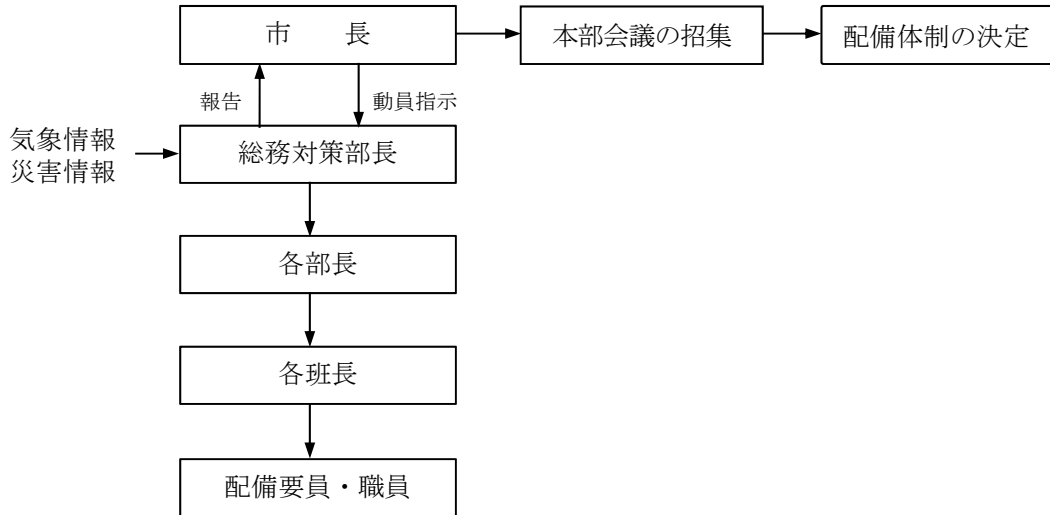 市　　長
本部会議の招集
配備体制の決定
報告
動員指示
気象情報
災害情報
総務対策部長
各部長
各班長
配備要員・職員